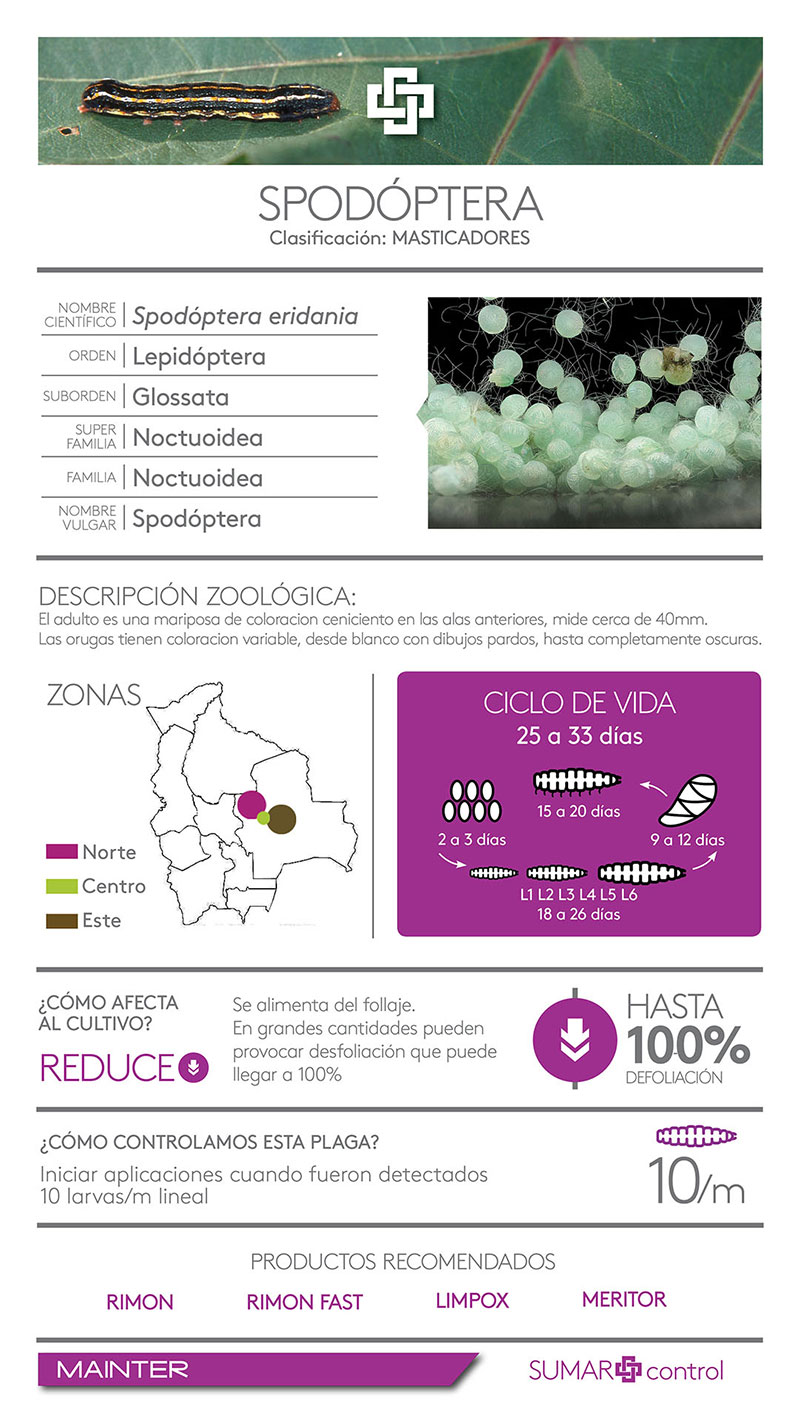 SPODÓPTERA
Clasificación: MASTICADORES
NOMBRE CIENTÍFICO | Spodóptera eridania
ORDEN | Lepidóptera
SUBORDEN | Glossata
SUPER FAMILIA | Noctuoidea
FAMILIA | Noctuoidea
NOMBRE VULGAR | Spodóptera
DESCRIPCIÓN ZOOLÓGICA:
El adulto es una mariposa de coloracion ceniciento en las alas anteriores, mide cerca de 40mm.
Las orugas tienen coloracion variable, desde blanco con dibujos pardos, hasta completamente oscuras.
ZONAS
Norte
Centro
Este
CICLO DE VIDA
25 a 33 días
15 a 20 días
2 a 3 días
9 a 12 días
L1 L2 L3 L4 L5 L6
18 a 26 días
¿CÓMO AFECTA
AL CULTIVO?
REDUCE
Se alimenta del follaje.
En grandes cantidades pueden
provocar desfoliación que puede
llegar a 100%
HASTA
100%
DEFOLIACIÓN
¿CÓMO CONTROLAMOS ESTA PLAGA?
Iniciar aplicaciones cuando fueron detectados
10 larvas/m lineal
10/m
PRODUCTOS RECOMENDADOS
RIMON RIMON FAST LIMPOX MERITOR
MAINTER
SUMAR control